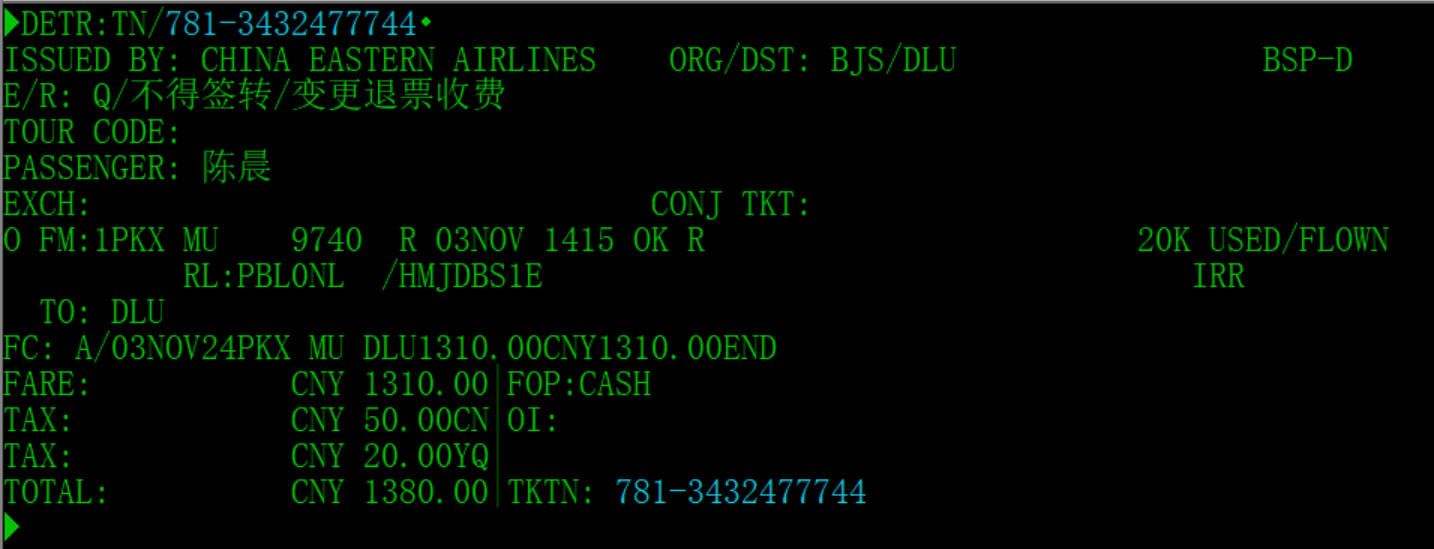 ▶DETR:TN/781-3432477744•
ISSUED BY: CHINA EASTERN AIRLINES    ORG/DST: BJS/DLU                 BSP-D
E/R: Q/不得签转/变更退票收费
TOUR CODE:
PASSENGER: 陈晨
EXCH:                               CONJ TKT:
O FM:1PKX MU    9740  R 03NOV 1415 OK R                        20K USED/FLOWN
          RL:PBLONL  /HMJDBS1E                                    IRR
  TO: DLU
FC: A/03NOV24PKX MU DLU1310.00CNY1310.00END
FARE:           CNY 1310.00 FOP:CASH
TAX:            CNY 50.00CN OI:
TAX:            CNY 20.00YQ
TOTAL:          CNY 1380.00 TKTN: 781-3432477744
▶